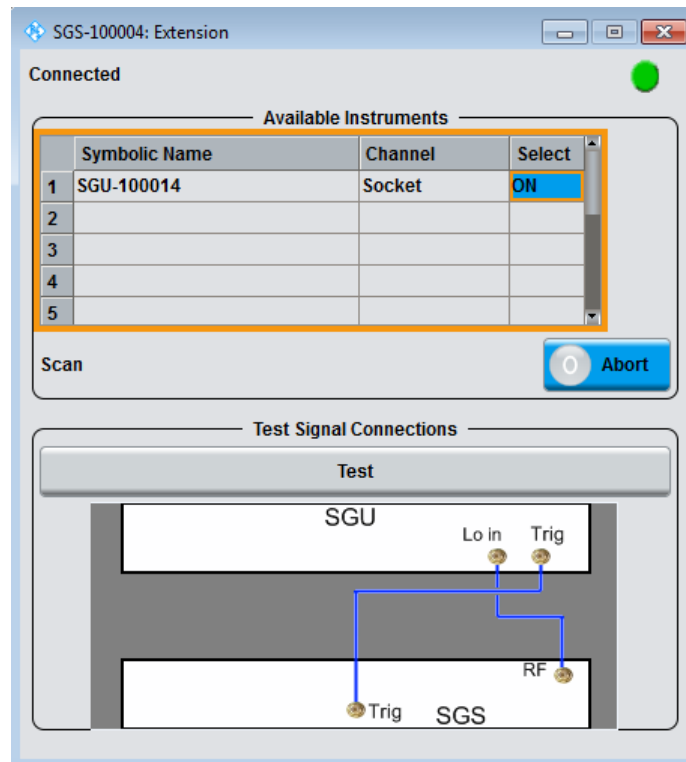 SGS-100004: Extension
Connected
Available Instruments
Symbolic Name Channel Select
1 SGU-100014 Socket ON
2
3
4
5
Scan 0 Abort
Test Signal Connections
Test
SGU
Lo in Trig
RF
Trig SGS